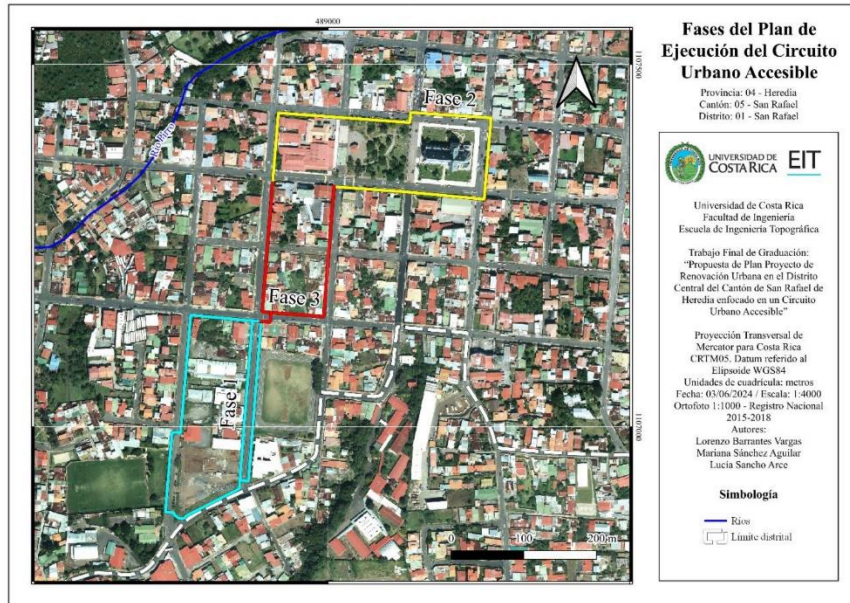 489000
1107500
1107000
Río Pirro
Fase 2
Fase 3
Fase 1
0 100 200 m
Fases del Plan de
Ejecución del Circuito
Urbano Accesible
Provincia: 04 - Heredia
Cantón: 05 - San Rafael
Distrito: 01 - San Rafael
UNIVERSIDAD DE
COSTA RICA
EIT
Universidad de Costa Rica
Facultad de Ingeniería
Escuela de Ingeniería Topográfica
Trabajo Final de Graduación:
"Propuesta de Plan Proyecto de
Renovación Urbana en el Distrito
Central del Cantón de San Rafael de
Heredia enfocado en un Circuito
Urbano Accesible"
Proyección Transversal de
Mercator para Costa Rica
CRTM05. Datum referido al
Elipsoide WGS84
Unidades de cuadrícula: metros
Fecha: 03/06/2024 / Escala: 1:4000
Ortofoto 1:1000 - Registro Nacional
2015-2018
Autores:
Lorenzo Barrantes Vargas
Mariana Sánchez Aguilar
Lucía Sancho Arce
Simbología
Ríos
Límite distrital